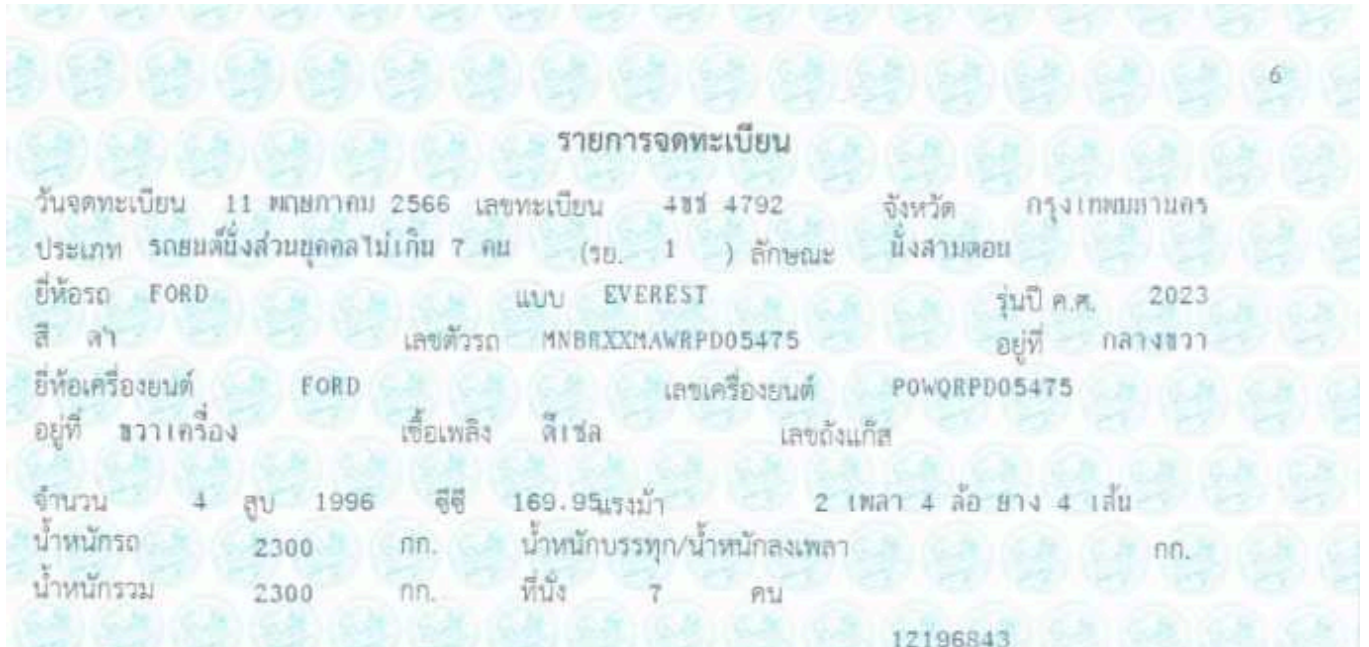 6
รายการจดทะเบียน
วันจดทะเบียน 11 พฤษภาคม 2566 เลขทะเบียน 4ขช 4792 จังหวัด กรุงเทพมหานคร
ประเภท รถยนต์นั่งส่วนบุคคลไม่เกิน 7 คน (รย. 1 ) ลักษณะ นั่งสามตอน
ยี่ห้อรถ FORD แบบ EVEREST รุ่นปี ค.ศ. 2023
สี ดำ เลขตัวรถ MNBRXXMAWRPD05475 อยู่ที่ กลางขวา
ยี่ห้อเครื่องยนต์ FORD เลขเครื่องยนต์ P0WQRPD05475
อยู่ที่ ขวาเครื่อง เชื้อเพลิง ดีเซล เลขถังแก๊ส
จำนวน 4 สูบ 1996 ซีซี 169.95แรงม้า 2 เพลา 4 ล้อ ยาง 4 เส้น
น้ำหนักรถ 2300 กก. น้ำหนักบรรทุก/น้ำหนักลงเพลา กก.
น้ำหนักรวม 2300 กก. ที่นั่ง 7 คน
12196843